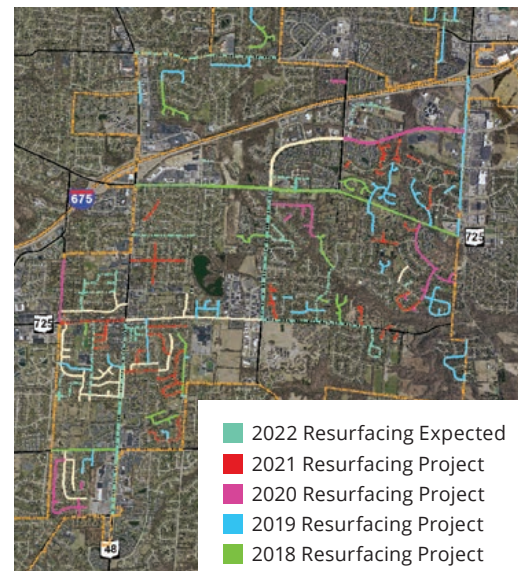 675
725
725
48
2022 Resurfacing Expected
2021 Resurfacing Project
2020 Resurfacing Project
2019 Resurfacing Project
2018 Resurfacing Project